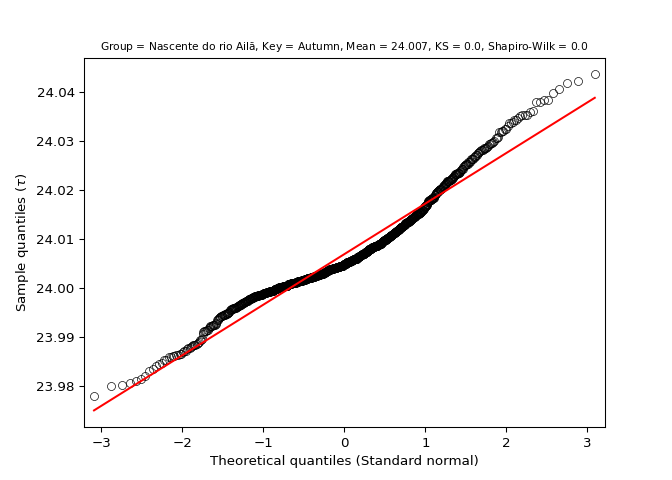 Group = Nascente do rio Ailã, Key = Autumn, Mean = 24.007, KS = 0.0, Shapiro-Wilk = 0.0
24.04
24.03
24.02
24.01
24.00
23.99
23.98
Sample quantiles (τ)
−3 −2 −1 0 1 2 3
Theoretical quantiles (Standard normal)